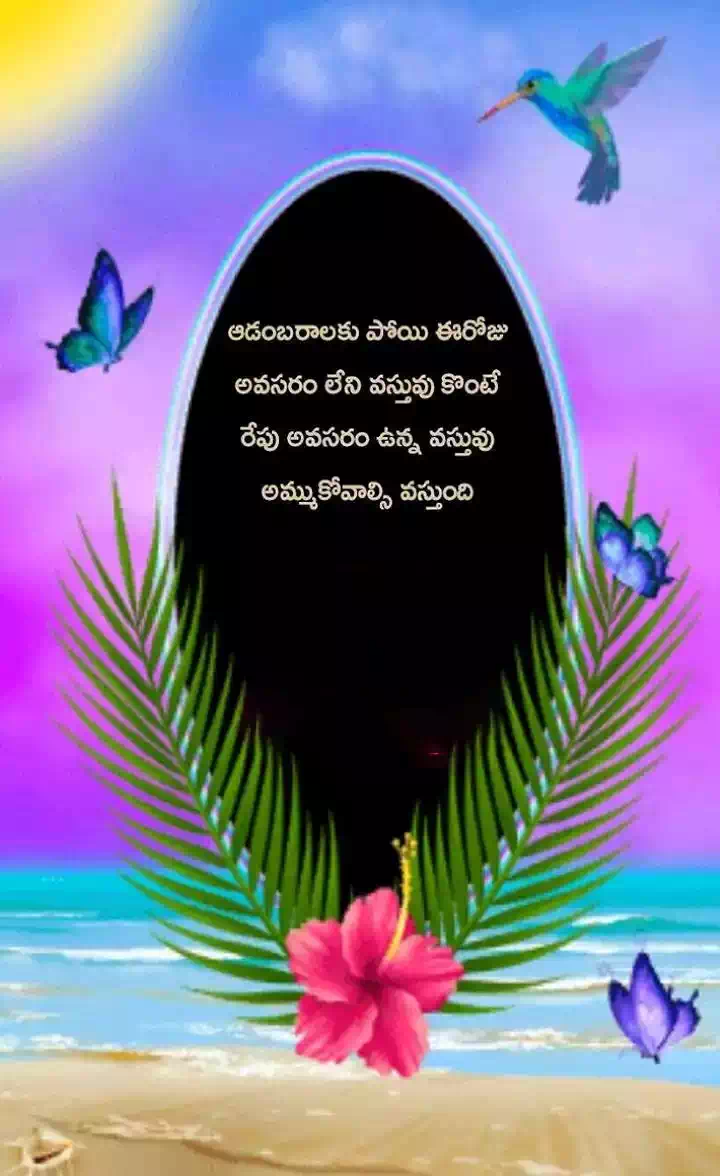 ఆడంబరాలకు పోయి ఈరోజు
అవసరం లేని వస్తువు కొంటే
రేపు అవసరం ఉన్న వస్తువు
అమ్ముకోవాల్సి వస్తుంది